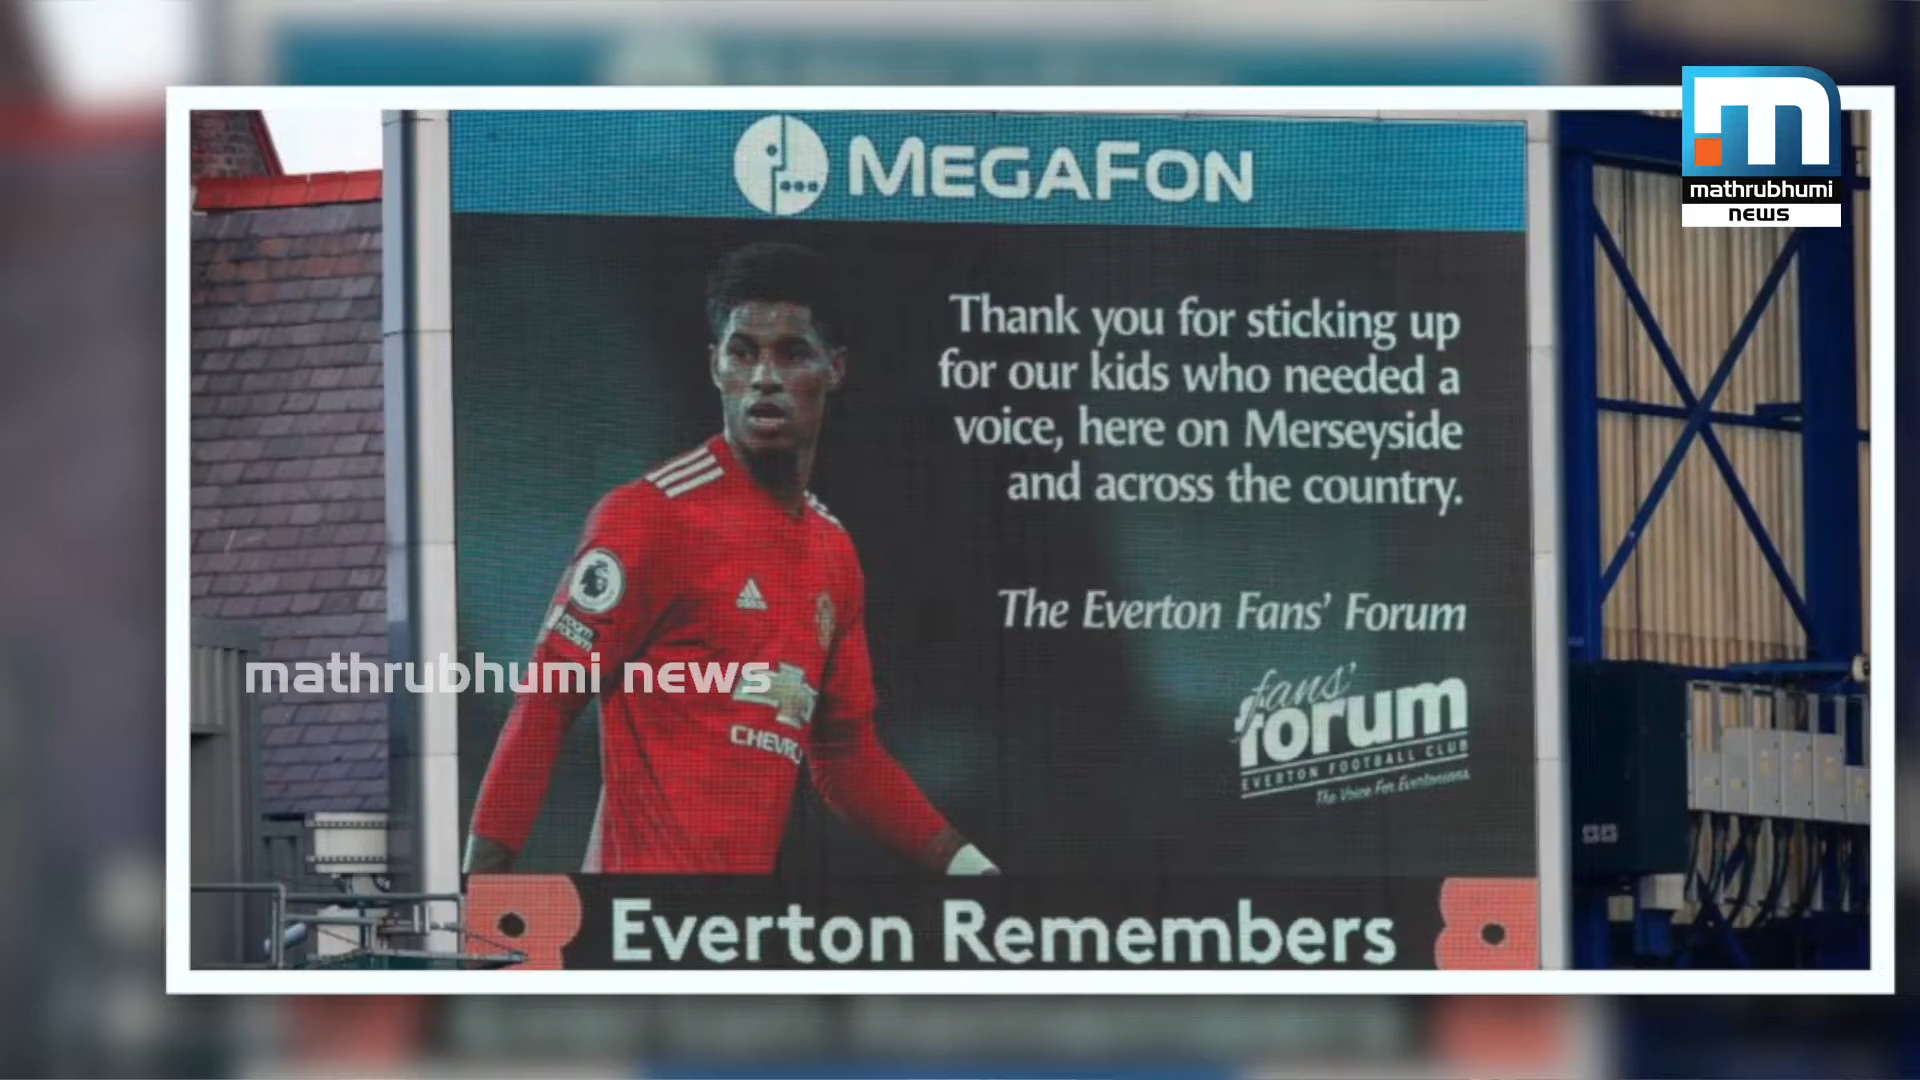 MEGAFON
mathrubhumi
news
Thank you for sticking up
for our kids who needed a
voice, here on Merseyside
and across the country.
The Everton Fans' Forum
adidas
mathrubhumi news
fans'
forum
EVERTON FOOTBALL CLUB
The Voice For Evertonians
Everton Remembers